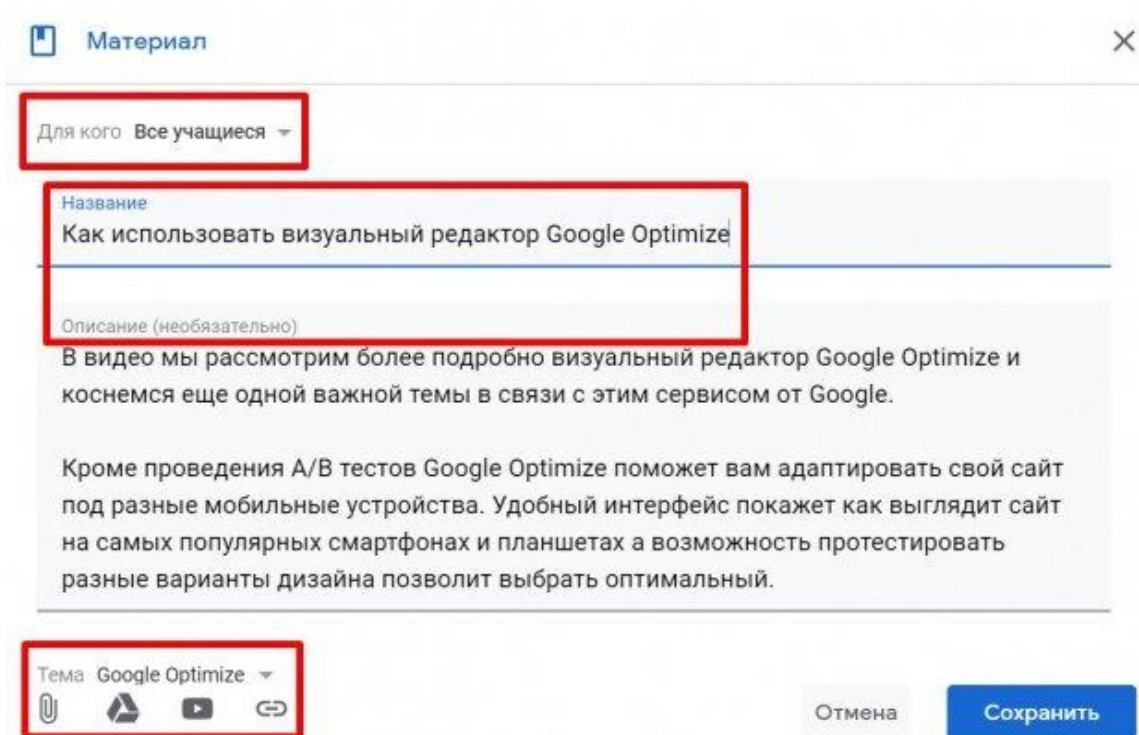 Материал
Для кого Все учащиеся
Название
Как использовать визуальный редактор Google Optimize
Описание (необязательно)
В видео мы рассмотрим более подробно визуальный редактор Google Optimize и
коснемся еще одной важной темы в связи с этим сервисом от Google.
Кроме проведения A/B тестов Google Optimize поможет вам адаптировать свой сайт
под разные мобильные устройства. Удобный интерфейс покажет как выглядит сайт
на самых популярных смартфонах и планшетах а возможность протестировать
разные варианты дизайна позволит выбрать оптимальный.
Тема Google Optimize
Отмена
Сохранить